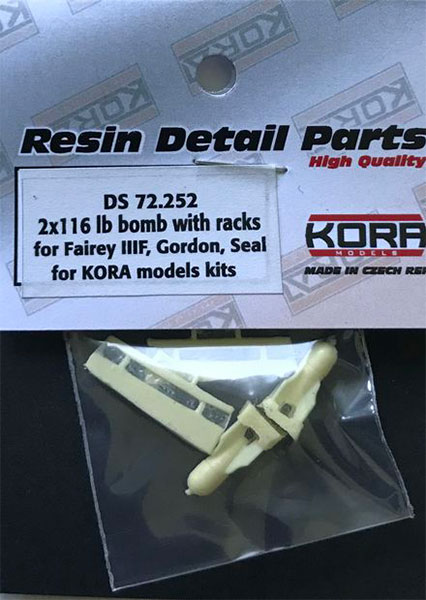 Resin Detail Parts
High Quality
DS 72.252
2x116 lb bomb with racks
for Fairey IIIF, Gordon, Seal
for KORA models kits
KORA
MODELS
MADE IN CZECH REP